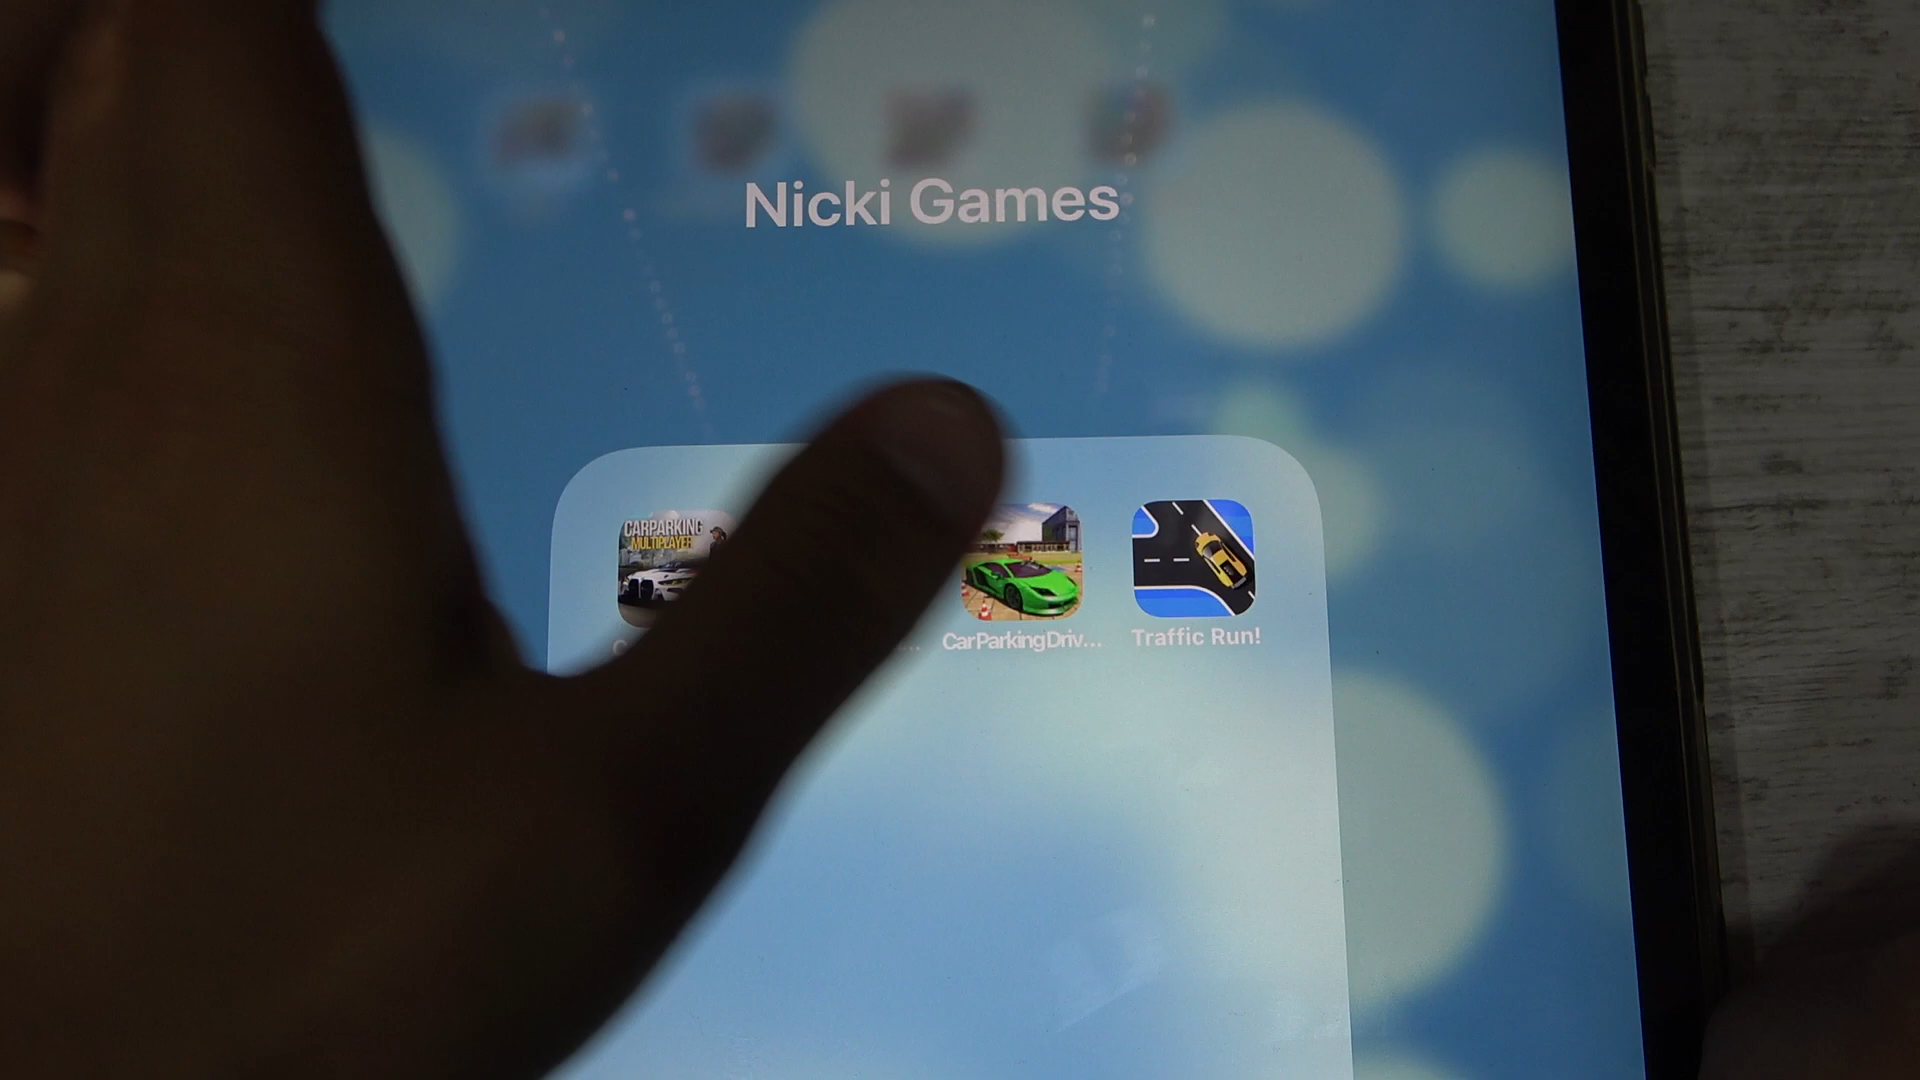 Nicki Games
CARPARKING
MULTIPLAYER
C
...
CarParkingDriv...
Traffic Run!